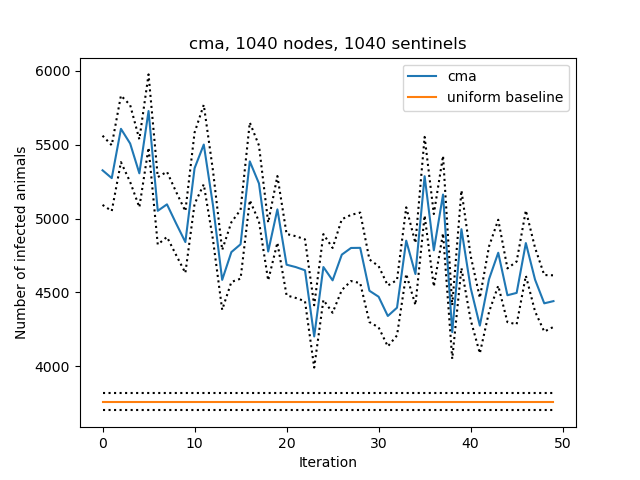 cma, 1040 nodes, 1040 sentinels
cma
uniform baseline
Number of infected animals
6000
5500
5000
4500
4000
0 10 20 30 40 50
Iteration